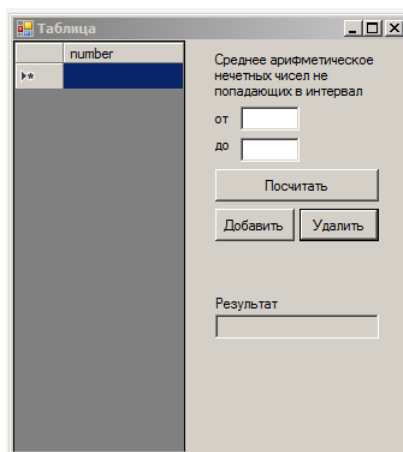 Таблица
number
Среднее арифметическое
нечетных чисел не
попадающих в интервал
от
до
Посчитать
Добавить Удалить
Результат